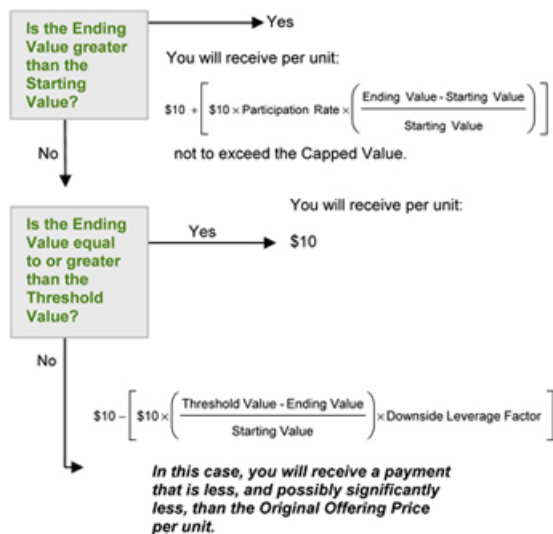 Is the Ending
Value greater
than the
Starting
Value?
Yes
You will receive per unit:
$10 + [$10 × Participation Rate × (Ending Value - Starting Value / Starting Value)]
not to exceed the Capped Value.
No
Is the Ending
Value equal
to or greater
than the
Threshold
Value?
Yes
You will receive per unit:
$10
No
$10 − [$10 × (Threshold Value - Ending Value / Starting Value) × Downside Leverage Factor]
In this case, you will receive a payment
that is less, and possibly significantly
less, than the Original Offering Price
per unit.